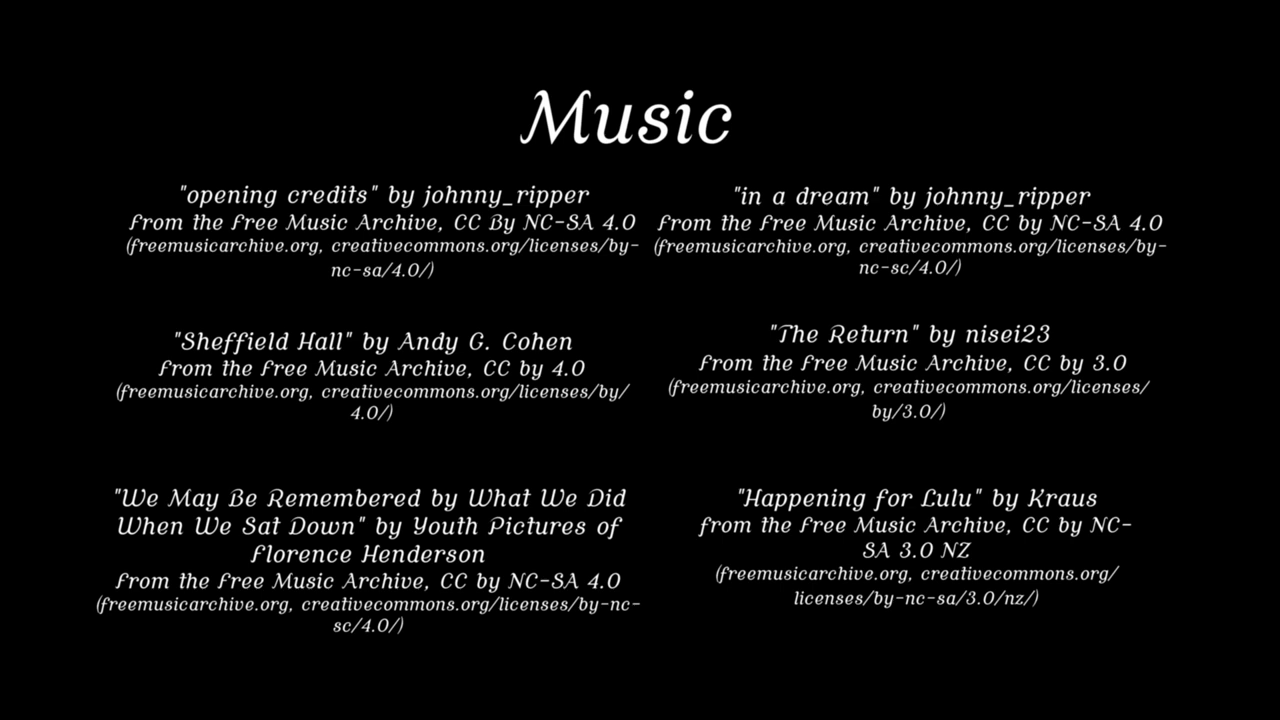 Music
"opening credits" by johnny_ripper
from the Free Music Archive, CC By NC-SA 4.0
(freemusicarchive.org, creativecommons.org/licenses/by-
nc-sa/4.0/)
"in a dream" by johnny_ripper
from the Free Music Archive, CC by NC-SA 4.0
(freemusicarchive.org, creativecommons.org/licenses/by-
nc-sc/4.0/)
"Sheffield Hall" by Andy G. Cohen
from the Free Music Archive, CC by 4.0
(freemusicarchive.org, creativecommons.org/licenses/by/
4.0/)
"The Return" by nisei23
from the Free Music Archive, CC by 3.0
(freemusicarchive.org, creativecommons.org/licenses/
by/3.0/)
"We May Be Remembered by What We Did
When We Sat Down" by Youth Pictures of
Florence Henderson
from the Free Music Archive, CC by NC-SA 4.0
(freemusicarchive.org, creativecommons.org/licenses/by-nc-
sc/4.0/)
"Happening for Lulu" by Kraus
from the Free Music Archive, CC by NC-
SA 3.0 NZ
(freemusicarchive.org, creativecommons.org/
licenses/by-nc-sa/3.0/nz/)